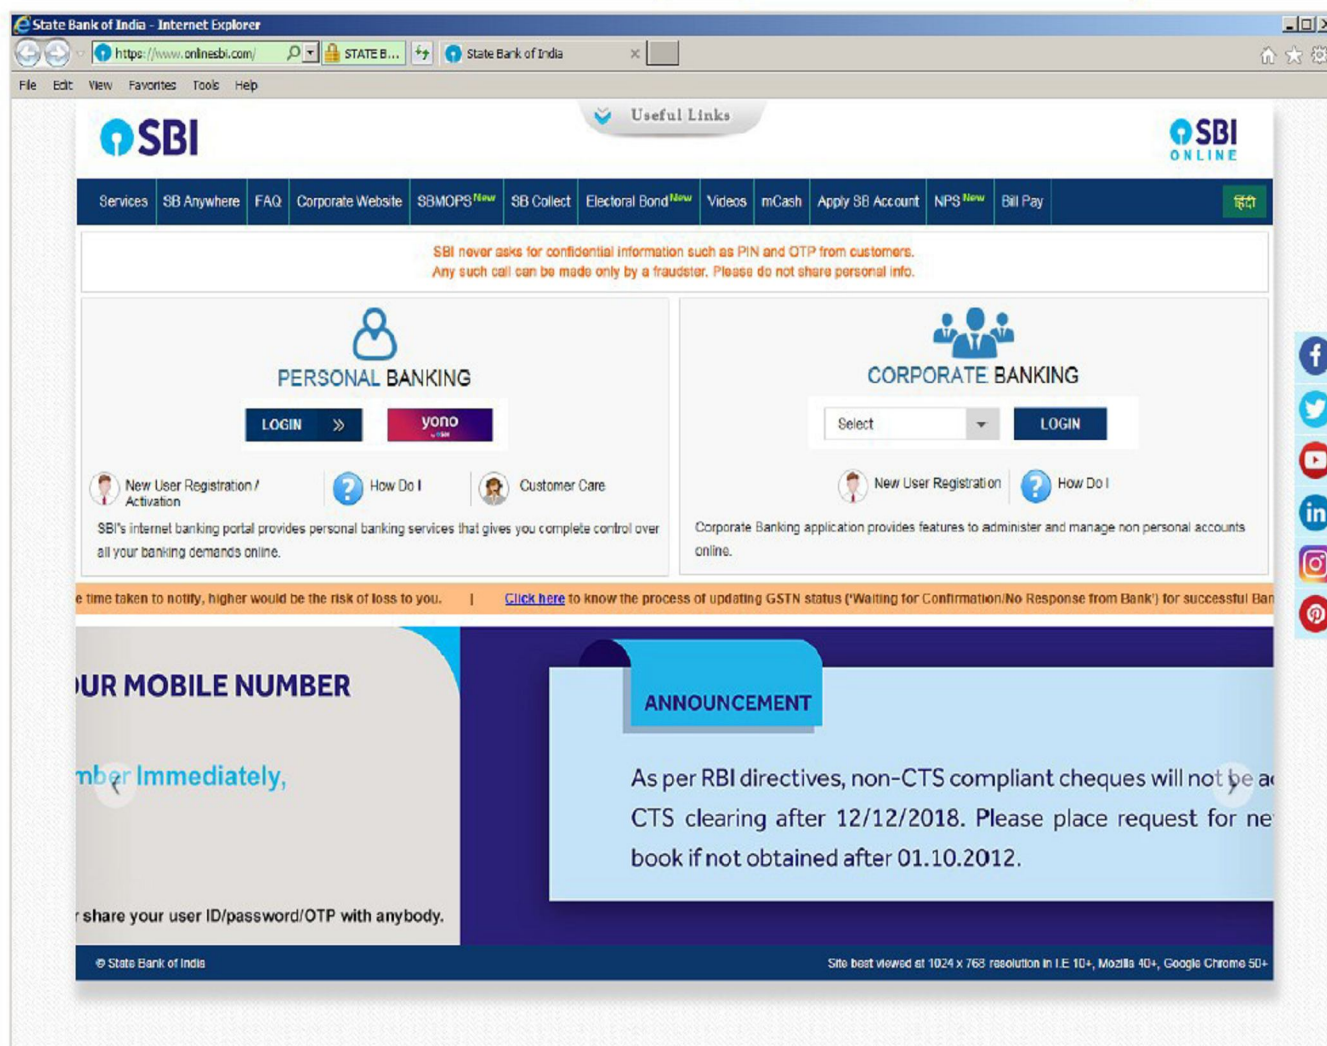 State Bank of India - Internet Explorer
https://www.onlinesbi.com/ STATE B... State Bank of India
File Edit View Favorites Tools Help
Useful Links
SBI
SBI
ONLINE
Services SB Anywhere FAQ Corporate Website SBMOPS New SB Collect Electoral Bond New Videos mCash Apply SB Account NPS New Bill Pay हिंदी
SBI never asks for confidential information such as PIN and OTP from customers.
Any such call can be made only by a fraudster. Please do not share personal info.
PERSONAL BANKING
LOGIN »
yono
New User Registration /
Activation
How Do I
Customer Care
SBI's internet banking portal provides personal banking services that gives you complete control over
all your banking demands online.
CORPORATE BANKING
Select
LOGIN
New User Registration
How Do I
Corporate Banking application provides features to administer and manage non personal accounts
online.
e time taken to notify, higher would be the risk of loss to you. | Click here to know the process of updating GSTN status ('Waiting for Confirmation/No Response from Bank') for successful Ban
OUR MOBILE NUMBER
mber Immediately,
r share your user ID/password/OTP with anybody.
ANNOUNCEMENT
As per RBI directives, non-CTS compliant cheques will not be ac
CTS clearing after 12/12/2018. Please place request for ne
book if not obtained after 01.10.2012.
© State Bank of India
Site best viewed at 1024 x 768 resolution in I.E 10+, Mozilla 40+, Google Chrome 50+